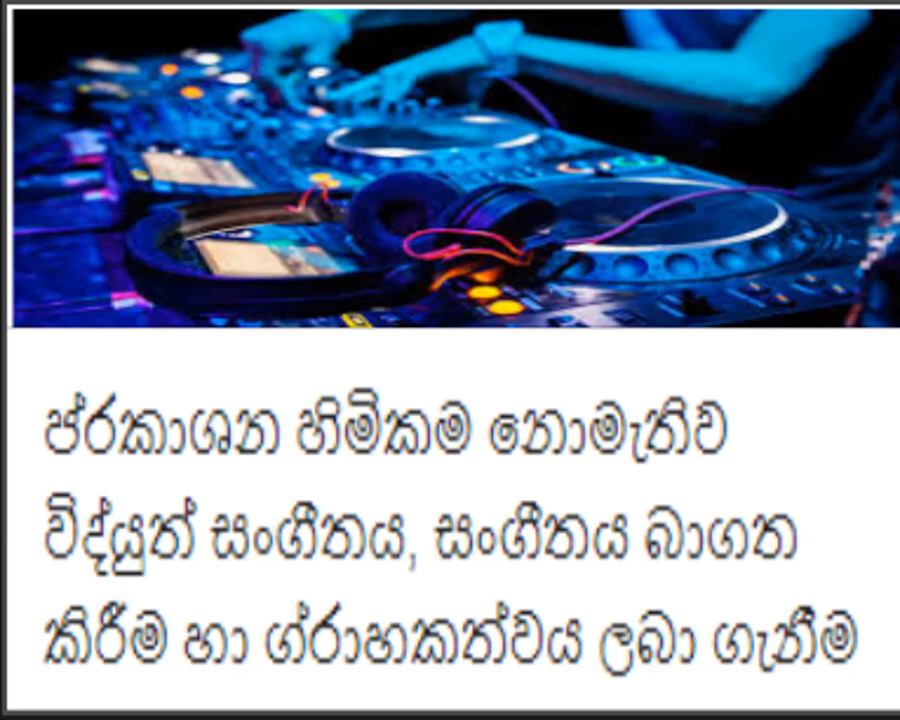 ප්රකාශන හිමිකම නොමැතිව
විද්යුත් සංගීතය, සංගීතය බාගත
කිරීම හා ග්රාහකත්වය ලබා ගැනීම